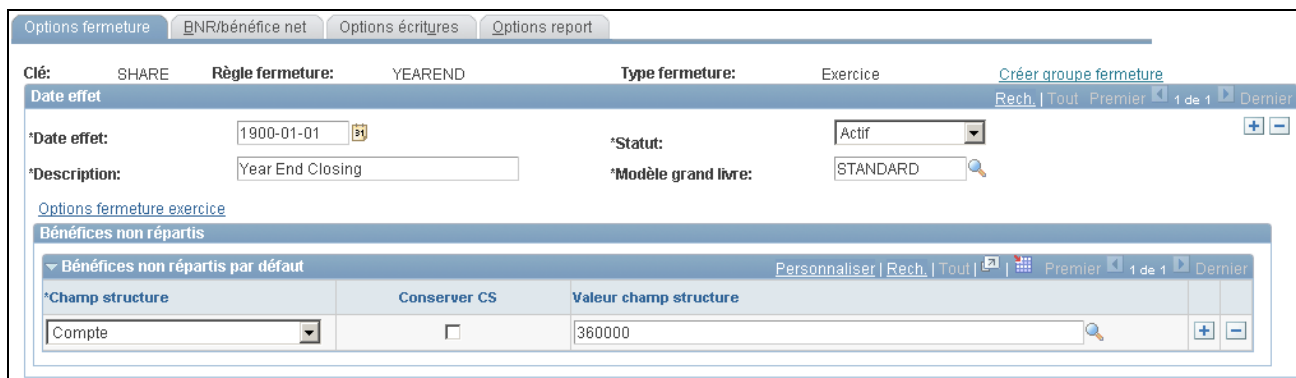 Options fermeture BNR/bénéfice net Options écritures Options report
Clé: SHARE Règle fermeture: YEAREND Type fermeture: Exercice Créer groupe fermeture
Date effet Rech. | Tout Premier 1 de 1 Dernier
*Date effet: 1900-01-01 31 *Statut: Actif
*Description: Year End Closing *Modèle grand livre: STANDARD
Options fermeture exercice
Bénéfices non répartis
Bénéfices non répartis par défaut Personnaliser | Rech. | Tout | | Premier 1 de 1 Dernier
*Champ structure Conserver CS Valeur champ structure
Compte 360000